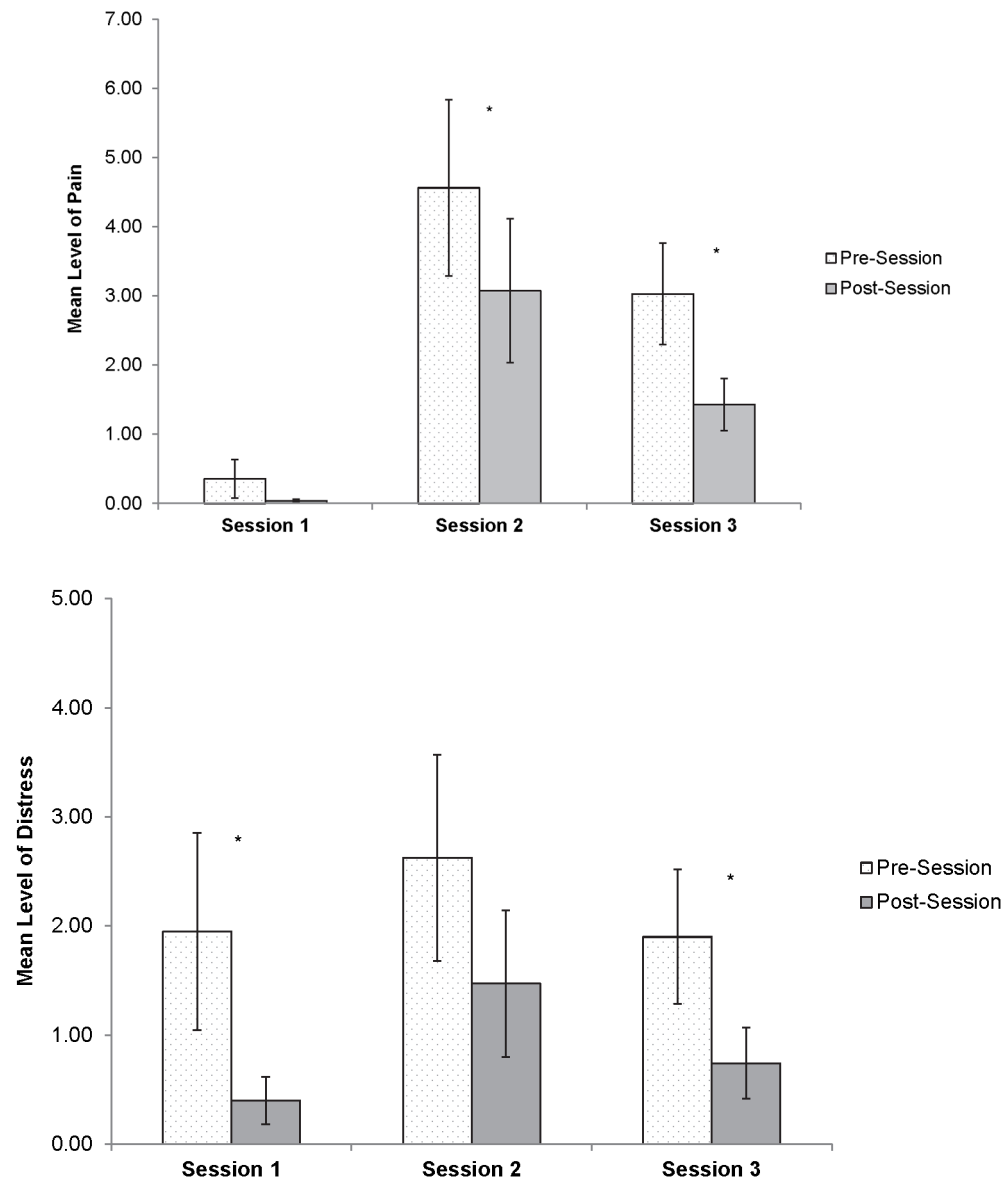 7.00
6.00
5.00
4.00
3.00
2.00
1.00
0.00
Mean Level of Pain
*
*
Pre-Session
Post-Session
Session 1 Session 2 Session 3
5.00
4.00
3.00
2.00
1.00
0.00
Mean Level of Distress
*
*
Pre-Session
Post-Session
Session 1 Session 2 Session 3